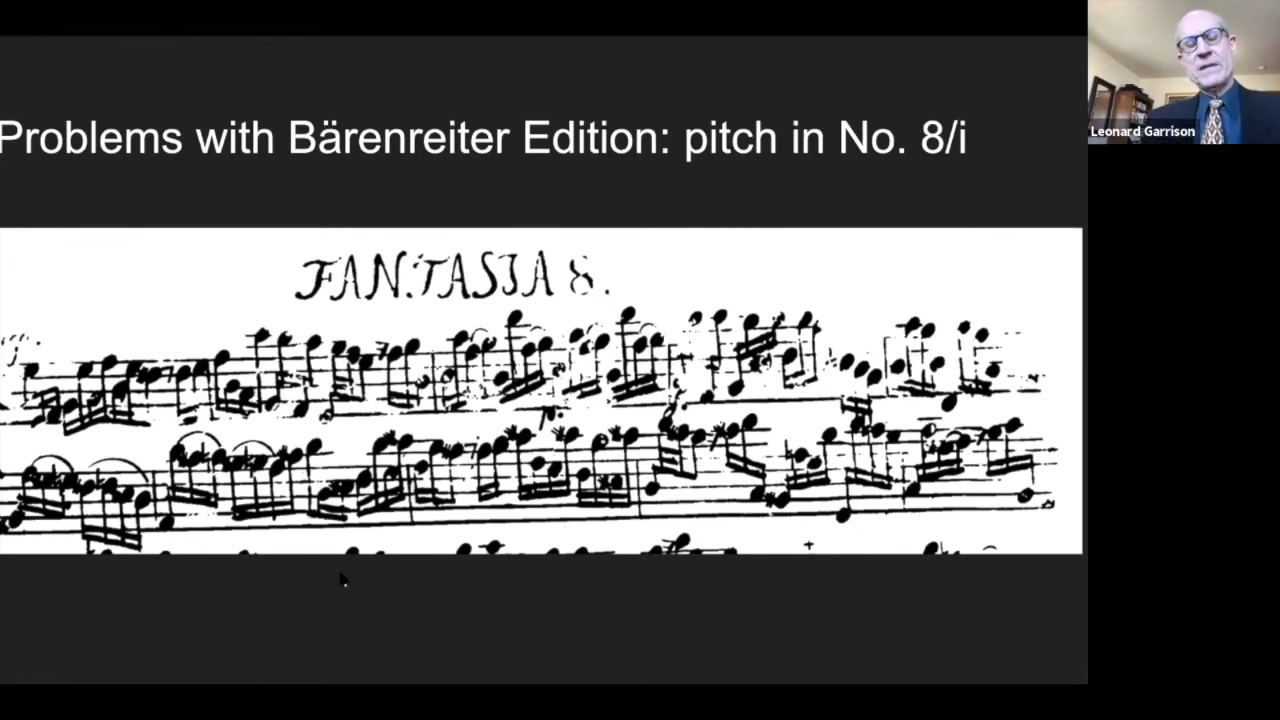 Problems with Bärenreiter Edition: pitch in No. 8/i
Leonard Garrison
FANTASIA 8.